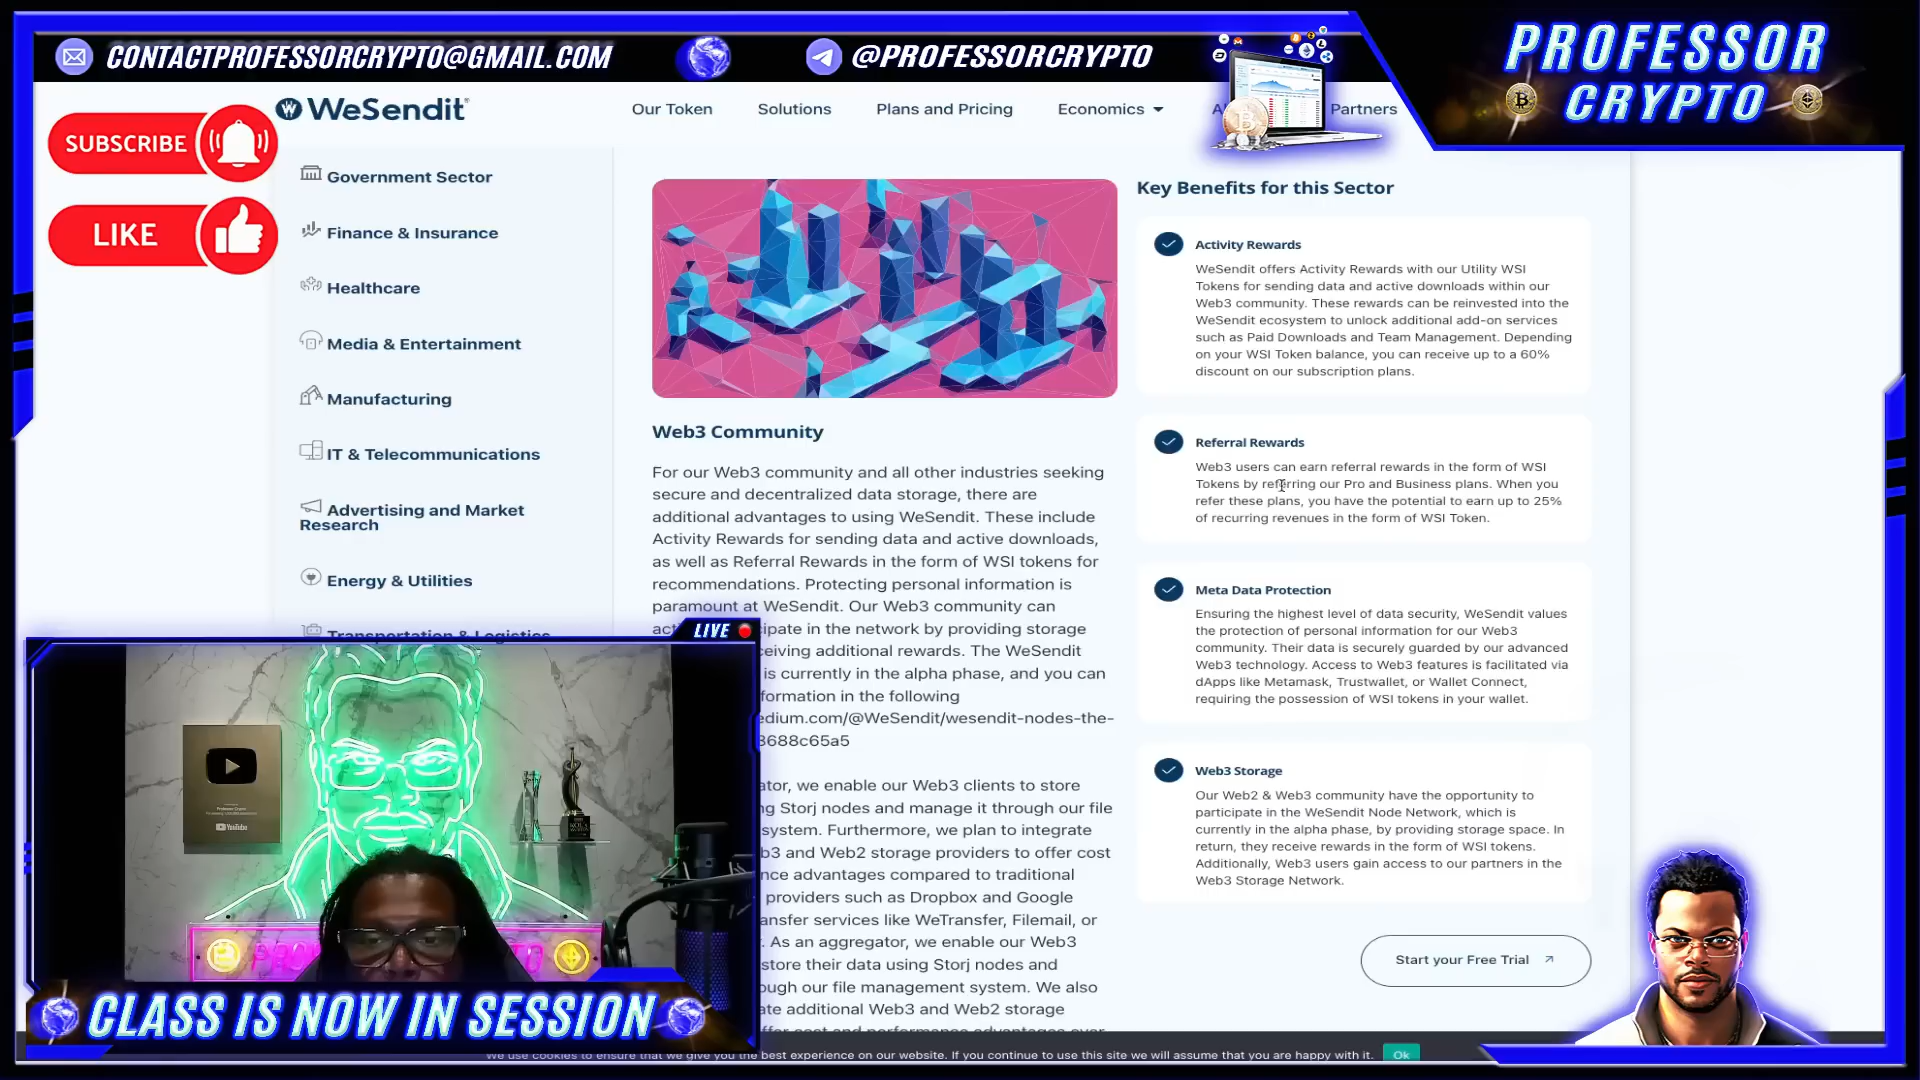 CONTACTPROFESSORCRYPTO@GMAIL.COM
@PROFESSORCRYPTO
PROFESSOR
CRYPTO
SUBSCRIBE
LIKE
WeSendit
Our Token
Solutions
Plans and Pricing
Economics
Partners
Government Sector
Finance & Insurance
Healthcare
Media & Entertainment
Manufacturing
IT & Telecommunications
Advertising and Market
Research
Energy & Utilities
Transportation & Logistics
Web3 Community
For our Web3 community and all other industries seeking
secure and decentralized data storage, there are
additional advantages to using WeSendit. These include
Activity Rewards for sending data and active downloads,
as well as Referral Rewards in the form of WSI tokens for
recommendations. Protecting personal information is
paramount at WeSendit. Our Web3 community can
cipate in the network by providing storage
ceiving additional rewards. The WeSendit
is currently in the alpha phase, and you can
formation in the following
edium.com/@WeSendit/wesendit-nodes-the-
3688c65a5
ator, we enable our Web3 clients to store
ng Storj nodes and manage it through our file
system. Furthermore, we plan to integrate
b3 and Web2 storage providers to offer cost
nce advantages compared to traditional
providers such as Dropbox and Google
ansfer services like WeTransfer, Filemail, or
. As an aggregator, we enable our Web3
store their data using Storj nodes and
ough our file management system. We also
ate additional Web3 and Web2 storage
ffer cost and performance advantages over
Key Benefits for this Sector
Activity Rewards
WeSendit offers Activity Rewards with our Utility WSI
Tokens for sending data and active downloads within our
Web3 community. These rewards can be reinvested into the
WeSendit ecosystem to unlock additional add-on services
such as Paid Downloads and Team Management. Depending
on your WSI Token balance, you can receive up to a 60%
discount on our subscription plans.
Referral Rewards
Web3 users can earn referral rewards in the form of WSI
Tokens by referring our Pro and Business plans. When you
refer these plans, you have the potential to earn up to 25%
of recurring revenues in the form of WSI Token.
Meta Data Protection
Ensuring the highest level of data security, WeSendit values
the protection of personal information for our Web3
community. Their data is securely guarded by our advanced
Web3 technology. Access to Web3 features is facilitated via
dApps like Metamask, Trustwallet, or Wallet Connect,
requiring the possession of WSI tokens in your wallet.
Web3 Storage
Our Web2 & Web3 community have the opportunity to
participate in the WeSendit Node Network, which is
currently in the alpha phase, by providing storage space. In
return, they receive rewards in the form of WSI tokens.
Additionally, Web3 users gain access to our partners in the
Web3 Storage Network.
Start your Free Trial
LIVE
YouTube
CLASS IS NOW IN SESSION
We use cookies to ensure that we give you the best experience on our website. If you continue to use this site we will assume that you are happy with it.
Ok